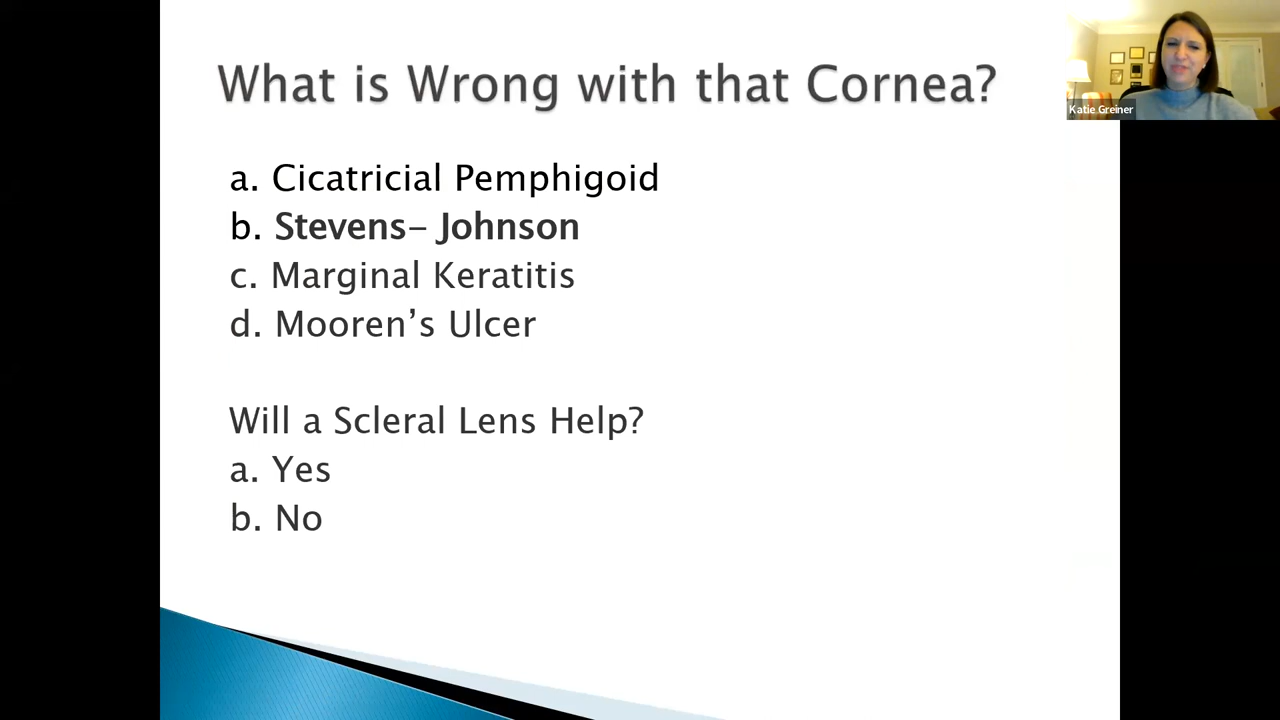 What is Wrong with that Cornea?
Katie Greiner
a. Cicatricial Pemphigoid
b. Stevens- Johnson
c. Marginal Keratitis
d. Mooren’s Ulcer
Will a Scleral Lens Help?
a. Yes
b. No